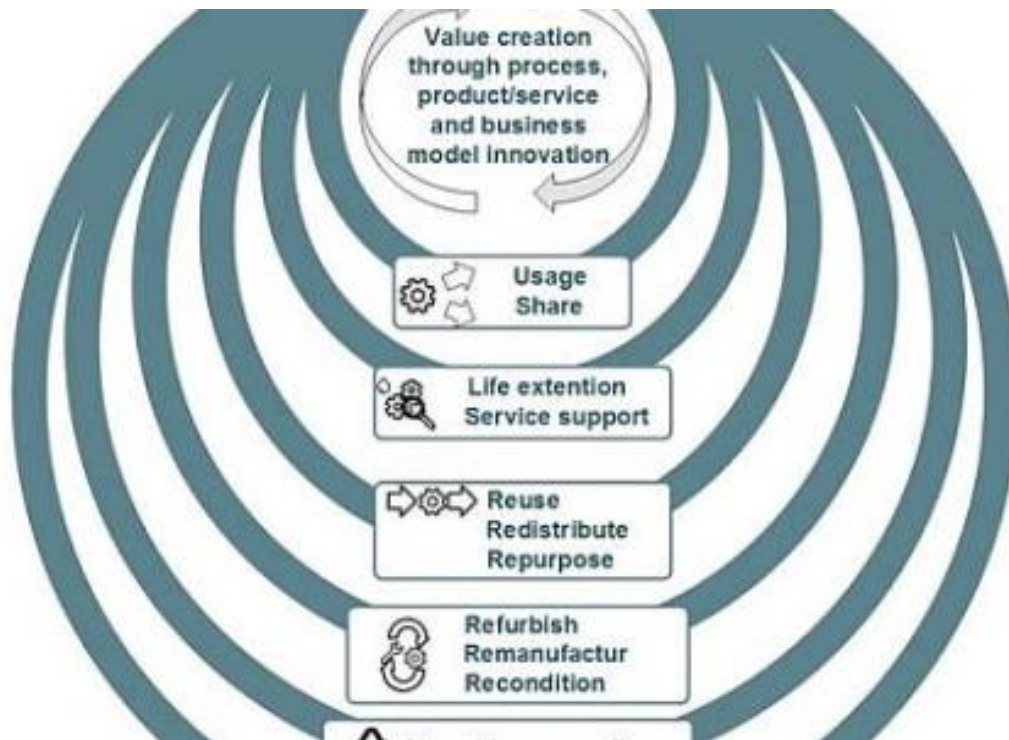 Value creation
through process,
product/service
and business
model innovation
Usage
Share
Life extention
Service support
Reuse
Redistribute
Repurpose
Refurbish
Remanufactur
Recondition